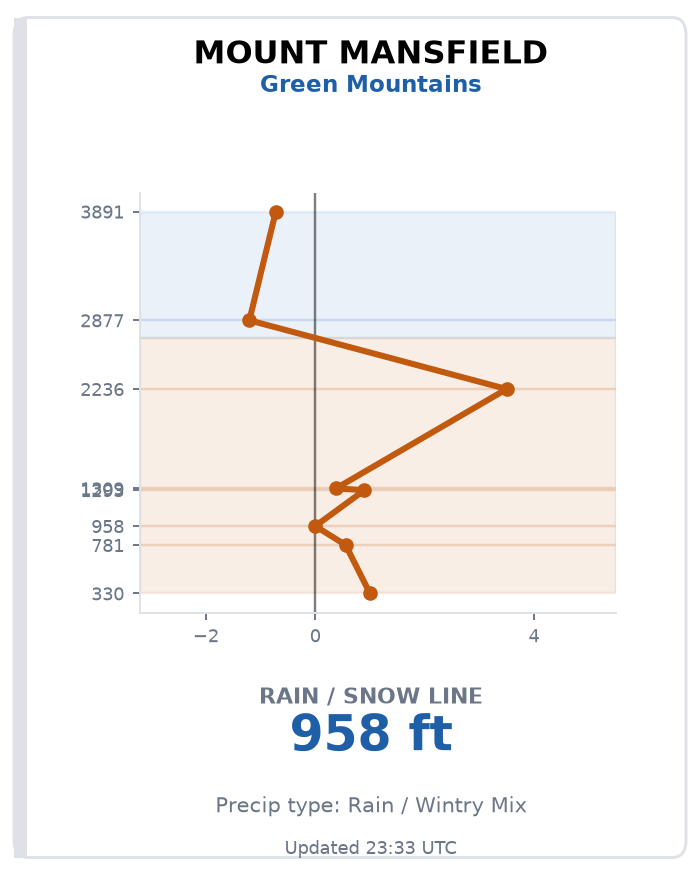 MOUNT MANSFIELD
Green Mountains
3891
2877
2236
958
781
330
−2
0
4
RAIN / SNOW LINE
958 ft
Precip type: Rain / Wintry Mix
Updated 23:33 UTC